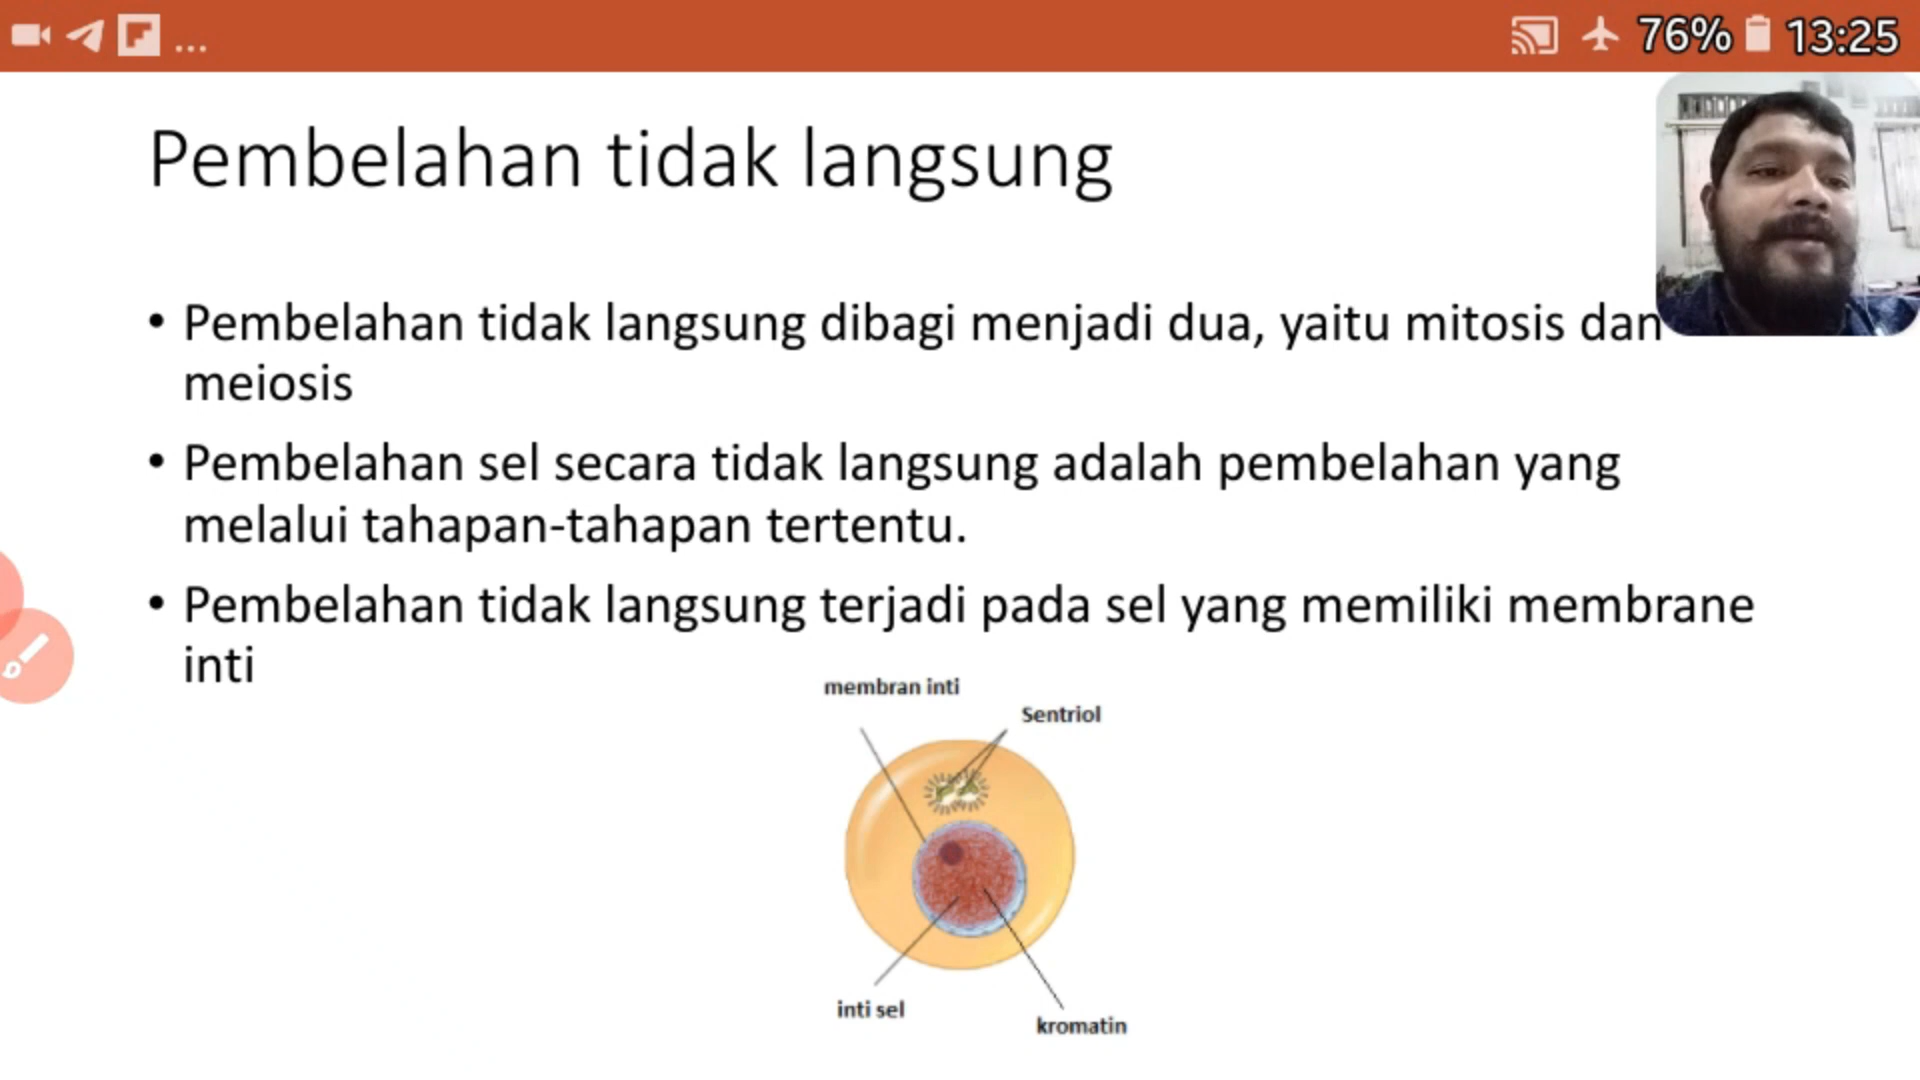 76% 13:25
Pembelahan tidak langsung
• Pembelahan tidak langsung dibagi menjadi dua, yaitu mitosis dan
meiosis
• Pembelahan sel secara tidak langsung adalah pembelahan yang
melalui tahapan-tahapan tertentu.
• Pembelahan tidak langsung terjadi pada sel yang memiliki membrane
inti
membran inti
Sentriol
inti sel
kromatin